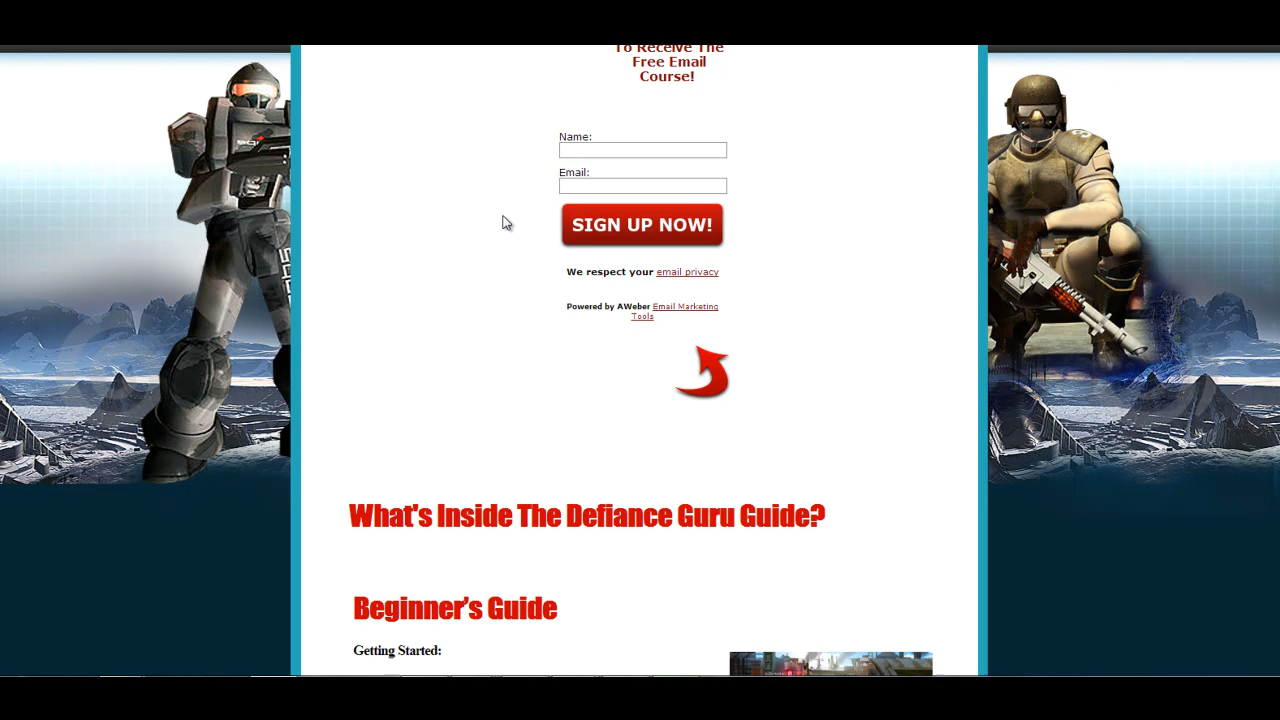 To Receive The
Free Email
Course!
Name:
Email:
SIGN UP NOW!
We respect your email privacy
Powered by AWeber Email Marketing
Tools
What's Inside The Defiance Guru Guide?
Beginner's Guide
Getting Started: